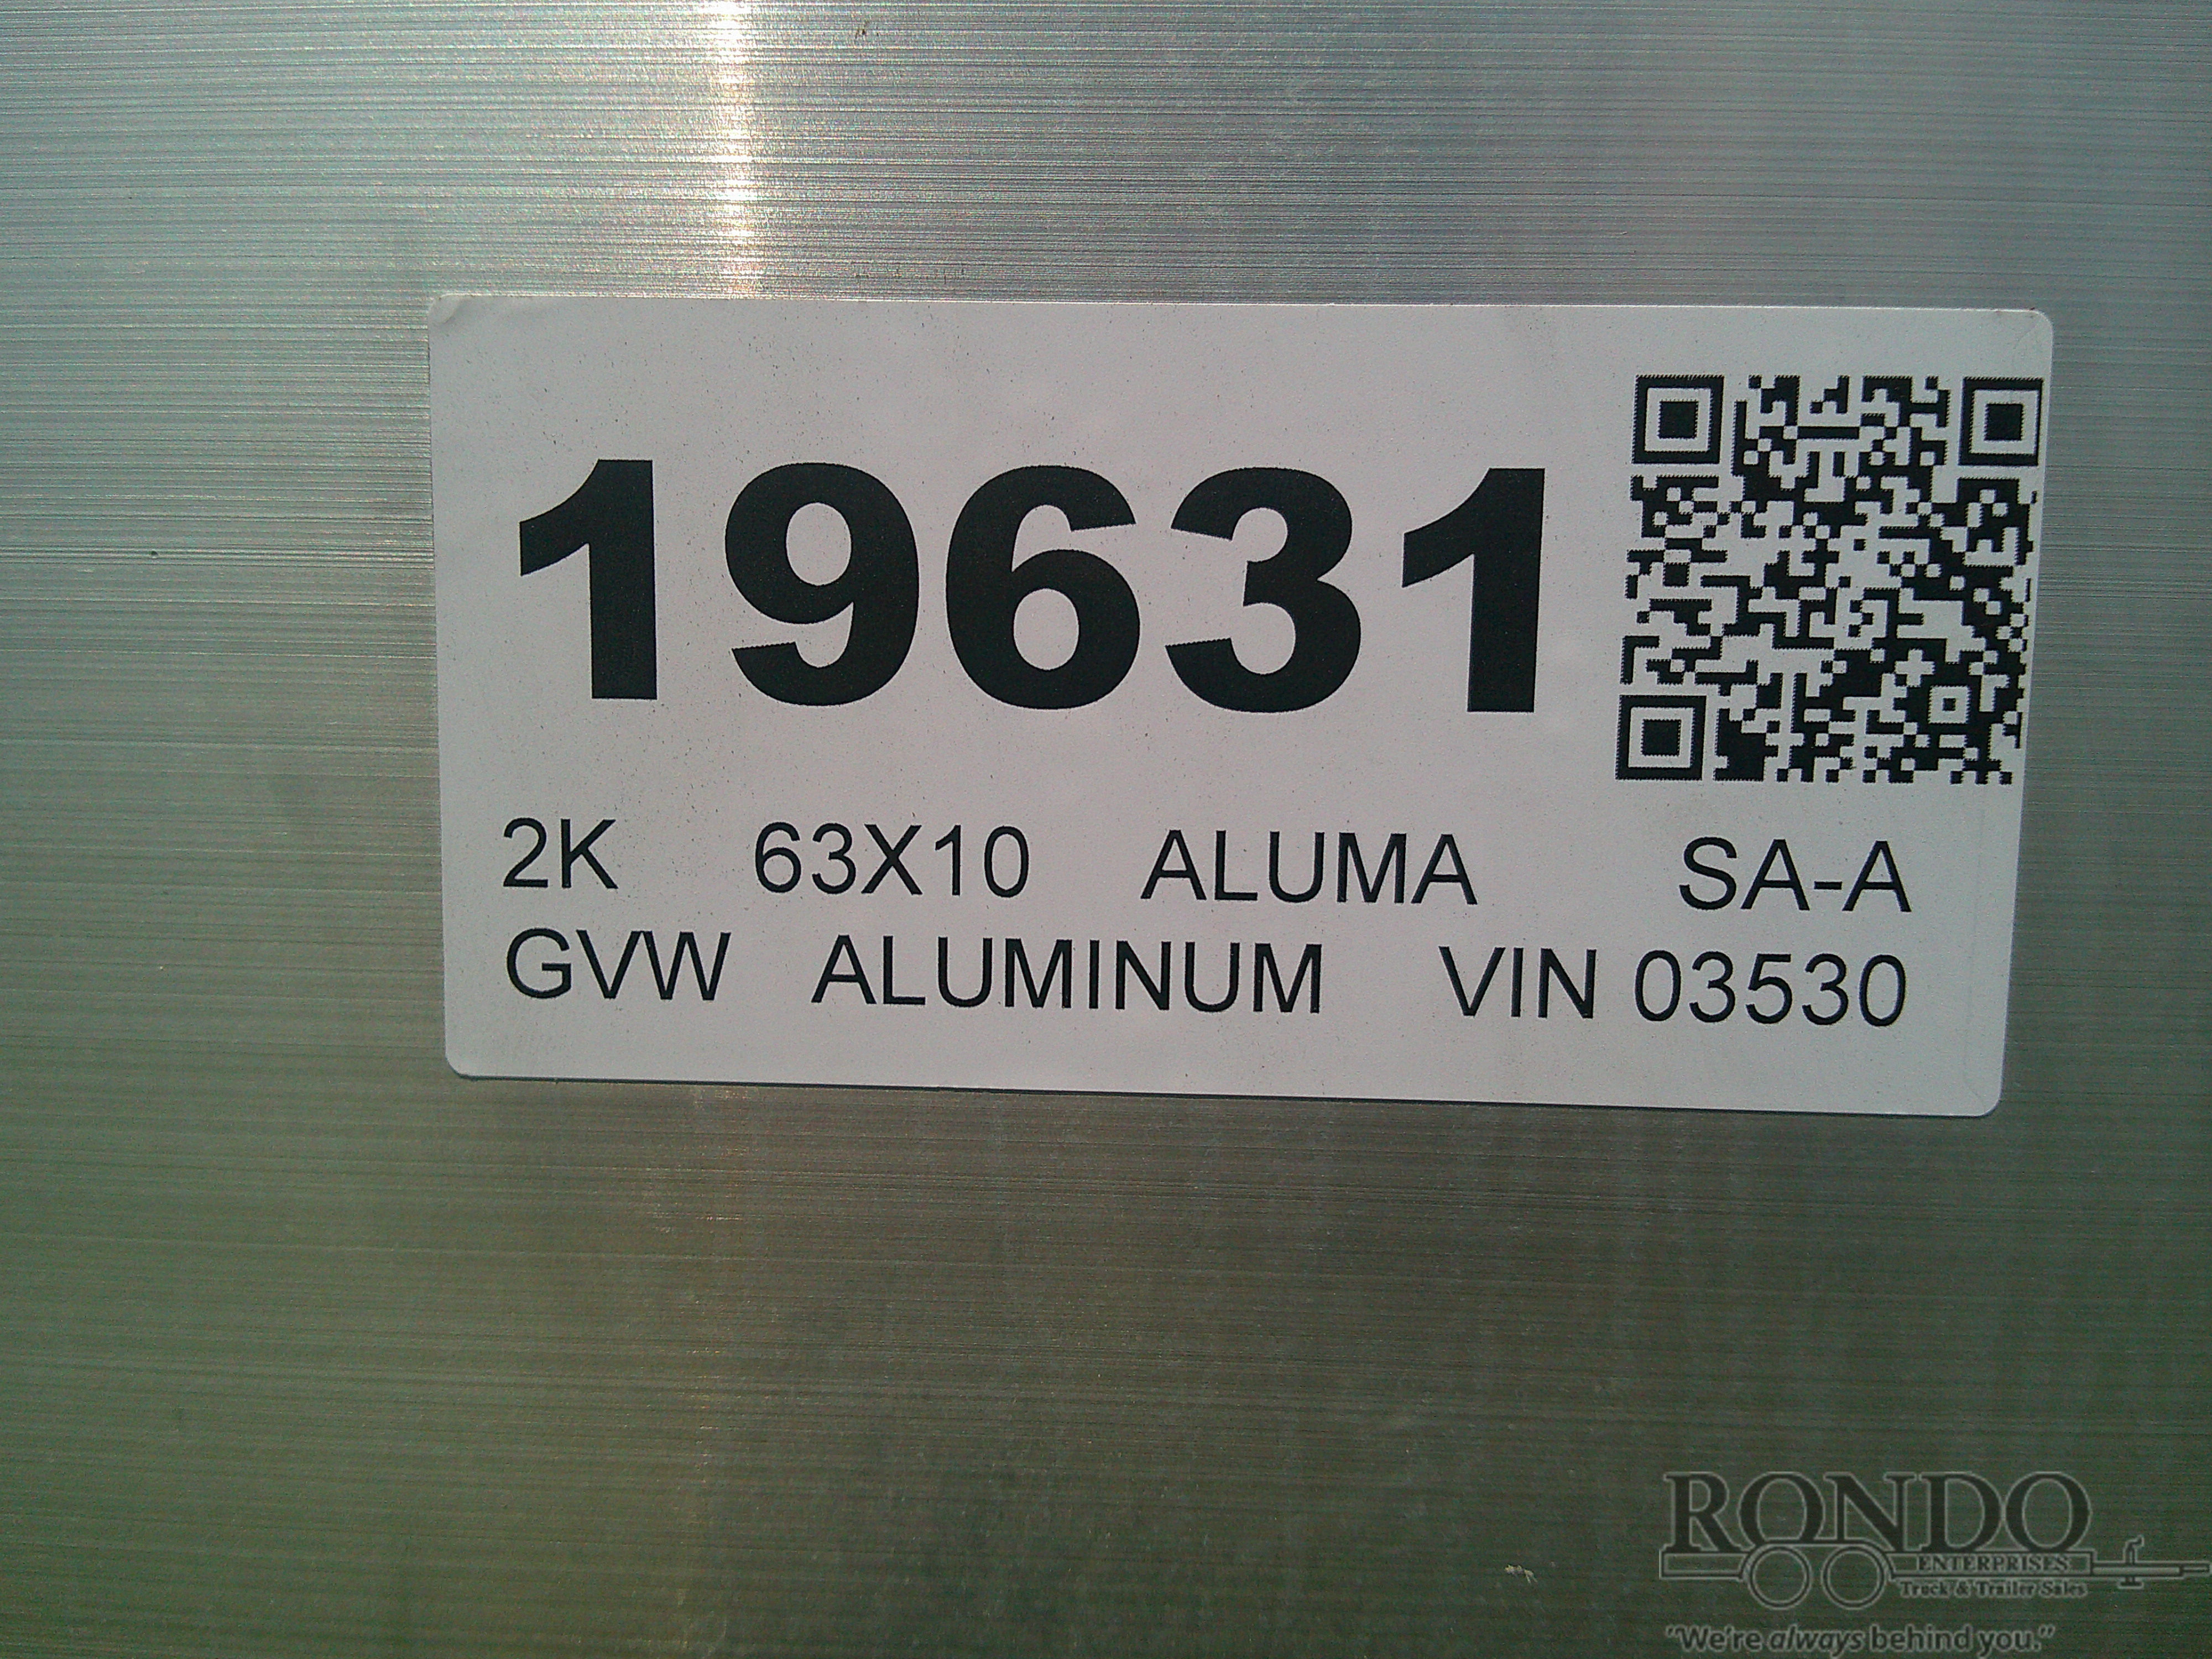 19631
2K 63X10 ALUMA SA-A
GVW ALUMINUM VIN 03530
RONDO
ENTERPRISES
Truck & Trailer Sales
"We're always behind you."